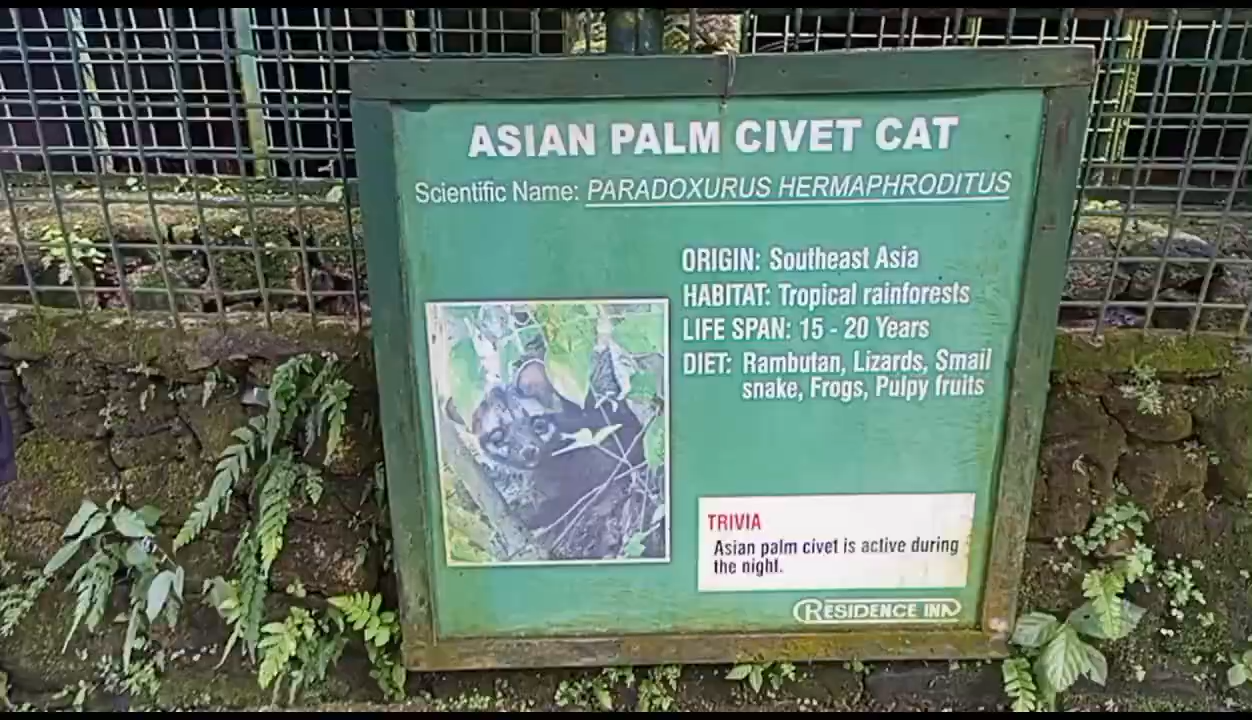 ASIAN PALM CIVET CAT
Scientific Name: PARADOXURUS HERMAPHRODITUS
ORIGIN: Southeast Asia
HABITAT: Tropical rainforests
LIFE SPAN: 15 - 20 Years
DIET: Rambutan, Lizards, Small
snake, Frogs, Pulpy fruits
TRIVIA
Asian palm civet is active during
the night.
RESIDENCE INN